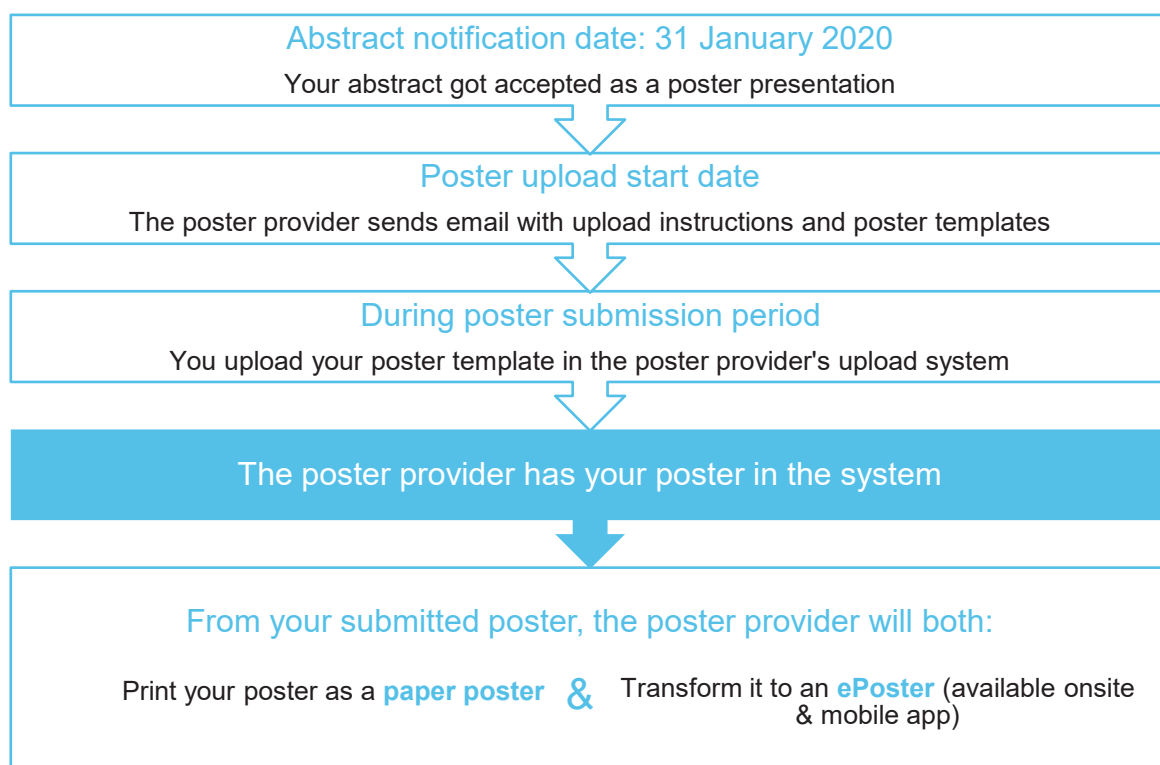 Abstract notification date: 31 January 2020
Your abstract got accepted as a poster presentation
Poster upload start date
The poster provider sends email with upload instructions and poster templates
During poster submission period
You upload your poster template in the poster provider's upload system
The poster provider has your poster in the system
From your submitted poster, the poster provider will both:
Print your poster as a paper poster
&
Transform it to an ePoster (available onsite
& mobile app)